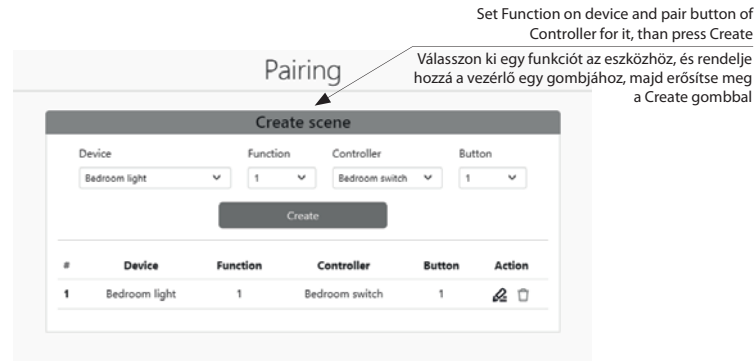 Set Function on device and pair button of
Controller for it, than press Create
Válasszon ki egy funkciót az eszközhöz, és rendelje
hozzá a vezérlő egy gombjához, majd erősítse meg
a Create gombbal
Pairing
Create scene
Device Function Controller Button
Bedroom light 1 Bedroom switch 1
Create
# Device Function Controller Button Action
1 Bedroom light 1 Bedroom switch 1